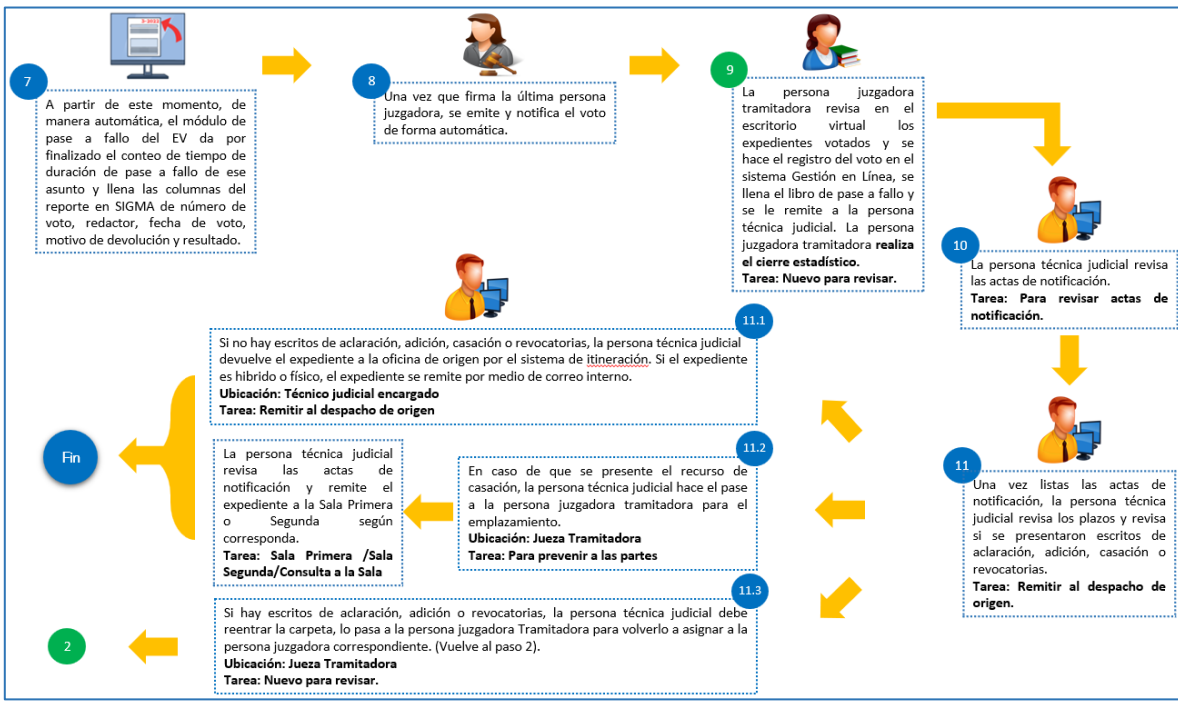 7
A partir de este momento, de
manera automática, el módulo de
pase a fallo del EV da por
finalizado el conteo de tiempo de
duración de pase a fallo de ese
asunto y llena las columnas del
reporte en SIGMA de número de
voto, redactor, fecha de voto,
motivo de devolución y resultado.
8
Una vez que firma la última persona
juzgadora, se emite y notifica el voto
de forma automática.
9
La persona juzgadora
tramitadora revisa en el
escritorio virtual los
expedientes votados y se
hace el registro del voto en el
sistema Gestión en Línea, se
llena el libro de pase a fallo y
se le remite a la persona
técnica judicial. La persona
juzgadora tramitadora realiza
el cierre estadístico.
Tarea: Nuevo para revisar.
10
La persona técnica judicial revisa
las actas de notificación.
Tarea: Para revisar actas de
notificación.
11
Una vez listas las actas de
notificación, la persona técnica
judicial revisa los plazos y revisa
si se presentaron escritos de
aclaración, adición, casación o
revocatorias.
Tarea: Remitir al despacho de
origen.
11.1
Si no hay escritos de aclaración, adición, casación o revocatorias, la persona técnica judicial
devuelve el expediente a la oficina de origen por el sistema de itineración. Si el expediente
es hibrido o físico, el expediente se remite por medio de correo interno.
Ubicación: Técnico judicial encargado
Tarea: Remitir al despacho de origen
11.2
En caso de que se presente el recurso de
casación, la persona técnica judicial hace el pase
a la persona juzgadora tramitadora para el
emplazamiento.
Ubicación: Jueza Tramitadora
Tarea: Para prevenir a las partes
La persona técnica judicial
revisa las actas de
notificación y remite el
expediente a la Sala Primera
o Segunda según
corresponda.
Tarea: Sala Primera /Sala
Segunda/Consulta a la Sala
Fin
11.3
Si hay escritos de aclaración, adición o revocatorias, la persona técnica judicial debe
reentrar la carpeta, lo pasa a la persona juzgadora Tramitadora para volverlo a asignar a la
persona juzgadora correspondiente. (Vuelve al paso 2).
Ubicación: Jueza Tramitadora
Tarea: Nuevo para revisar.
2